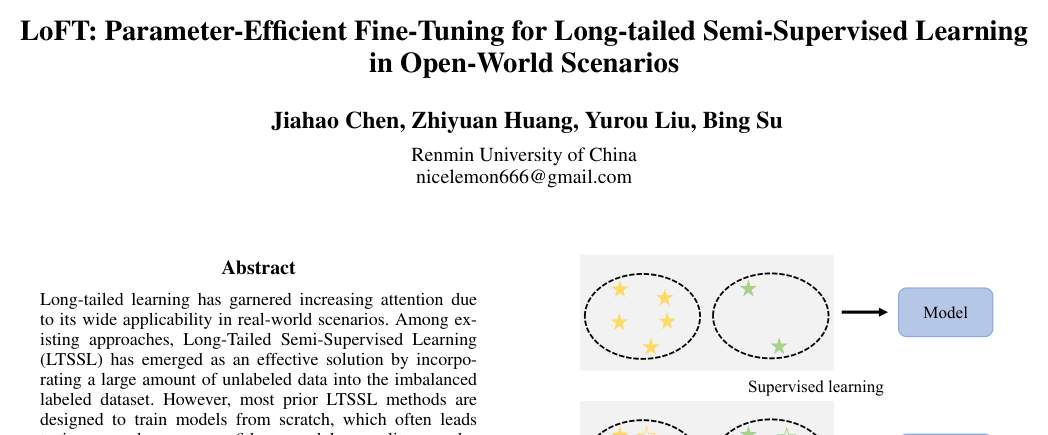 LoFT: Parameter-Efficient Fine-Tuning for Long-tailed Semi-Supervised Learning
in Open-World Scenarios
Jiahao Chen, Zhiyuan Huang, Yurou Liu, Bing Su
Renmin University of China
nicelemon666@gmail.com
Abstract
Long-tailed learning has garnered increasing attention due
to its wide applicability in real-world scenarios. Among ex-
isting approaches, Long-Tailed Semi-Supervised Learning
(LTSSL) has emerged as an effective solution by incorpo-
rating a large amount of unlabeled data into the imbalanced
labeled dataset. However, most prior LTSSL methods are
designed to train models from scratch, which often leads
Model
Supervised learning